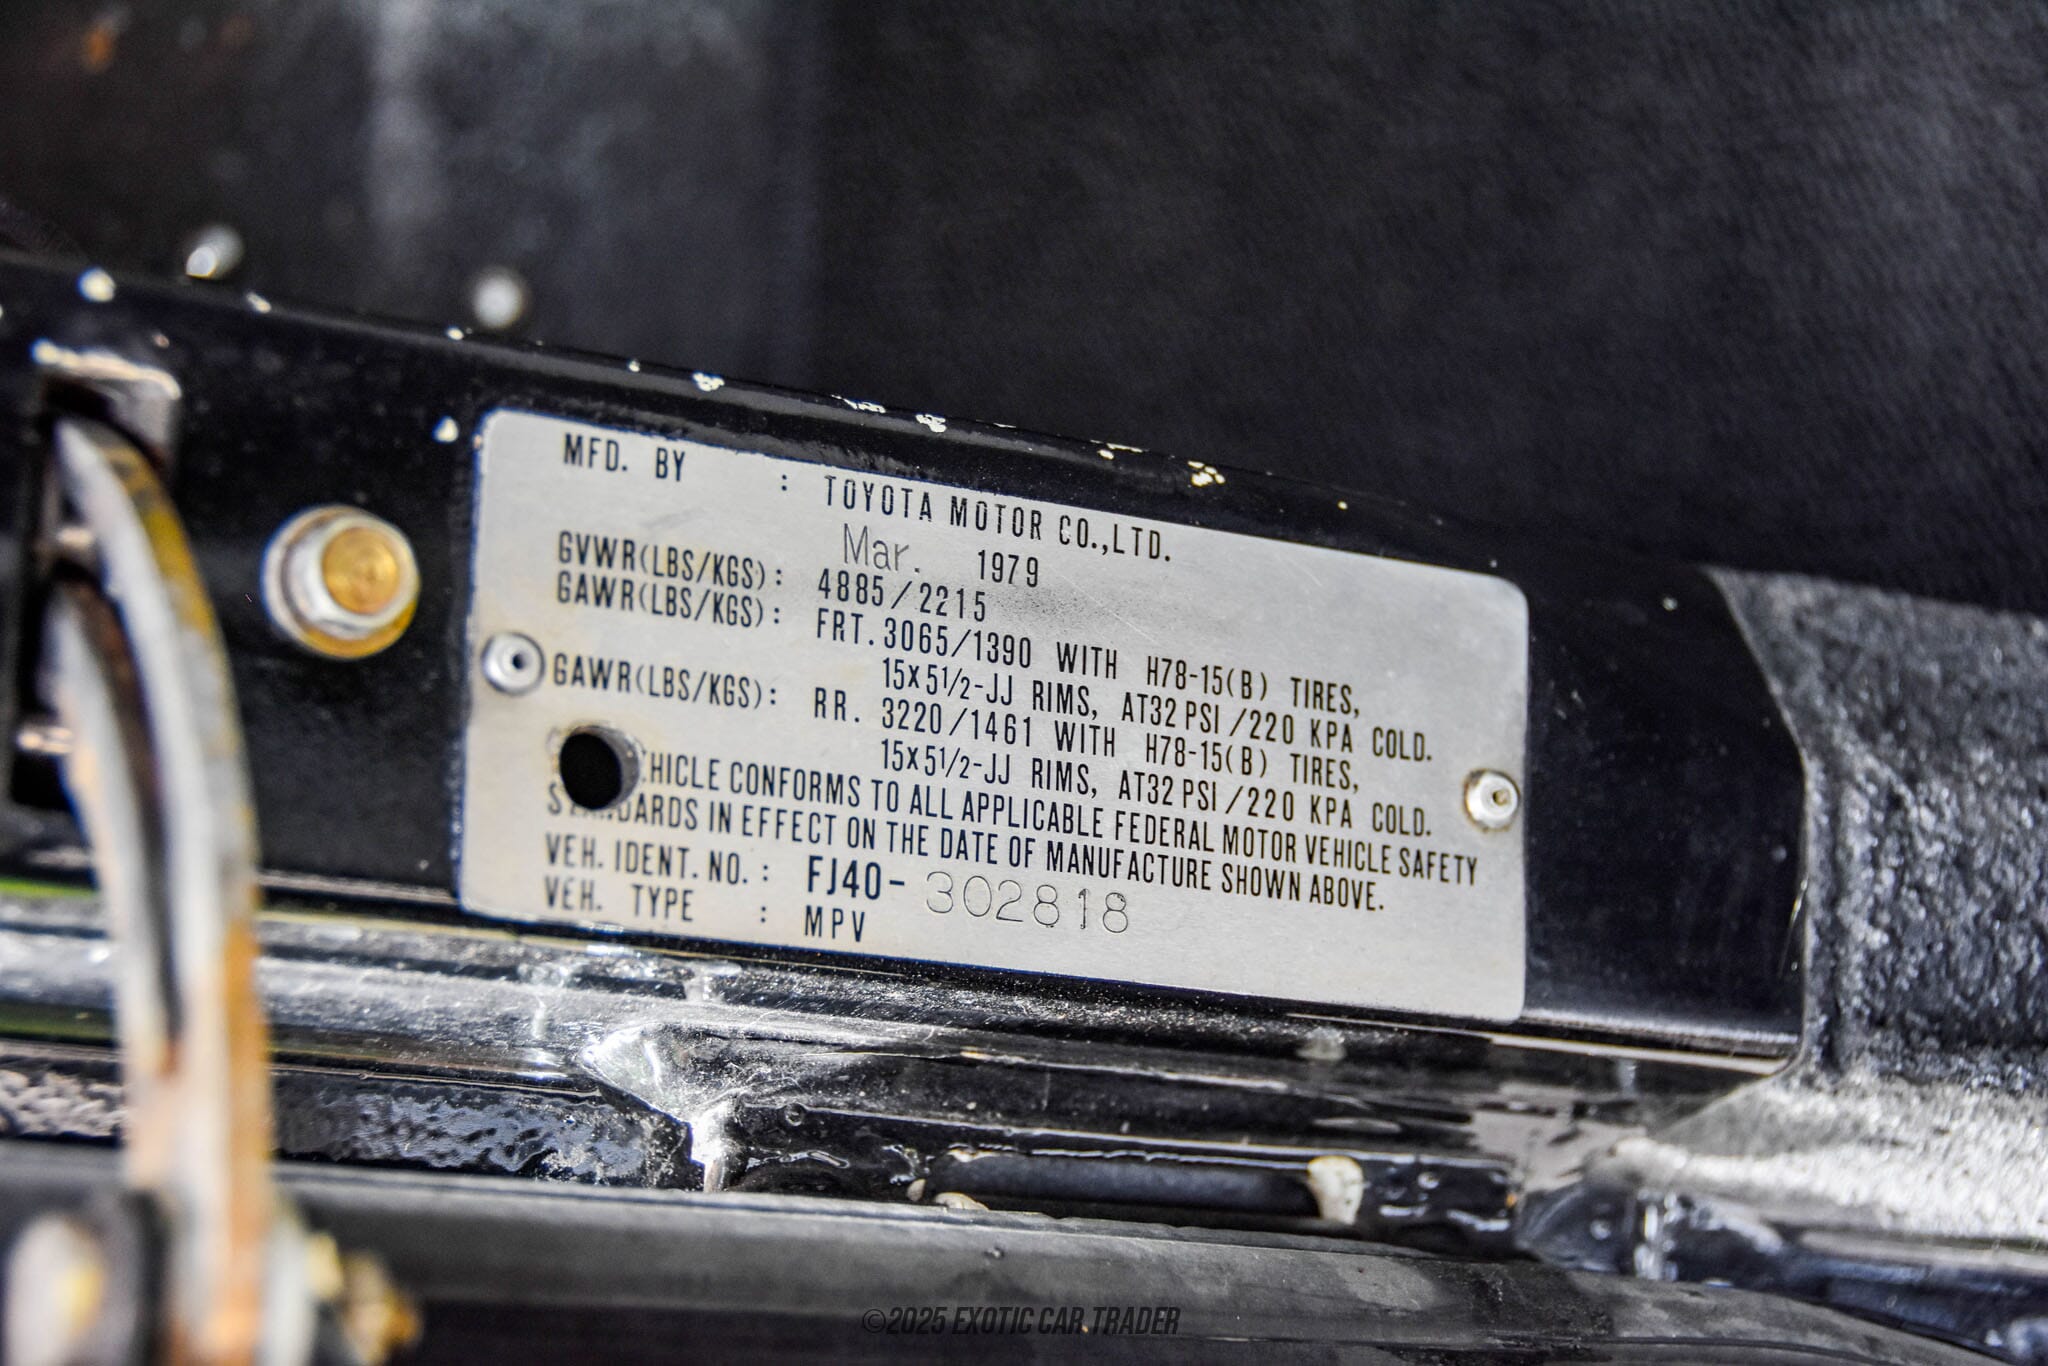 MFD. BY : TOYOTA MOTOR CO.,LTD.
Mar. 1979
GVWR(LBS/KGS): 4885/2215
GAWR(LBS/KGS): FRT. 3065/1390 WITH H78-15(B) TIRES,
15x5 1/2-JJ RIMS, AT32 PSI/220 KPA COLD.
GAWR(LBS/KGS): RR. 3220/1461 WITH H78-15(B) TIRES,
15x5 1/2-JJ RIMS, AT32 PSI/220 KPA COLD.
CONFORMS TO ALL APPLICABLE FEDERAL MOTOR VEHICLE SAFETY
IN EFFECT ON THE DATE OF MANUFACTURE SHOWN ABOVE.
VEH. IDENT. NO. : FJ40-302818
VEH. TYPE : MPV
©2025 EXOTIC CAR TRADER